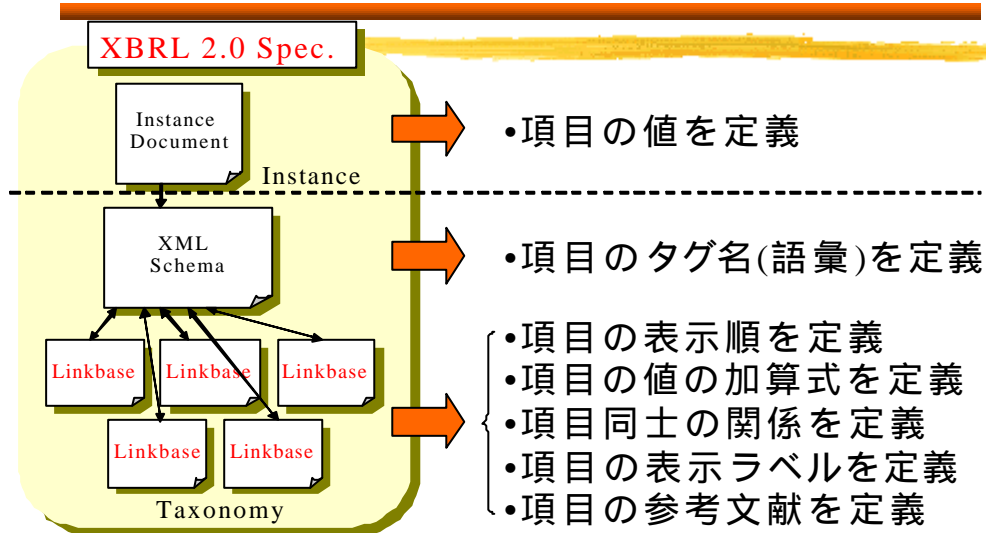 XBRL 2.0 Spec.
Instance
Document
•項目の値を定義
Instance
XML
Schema
•項目のタグ名(語彙)を定義
Linkbase
Linkbase
Linkbase
Linkbase
Linkbase
Taxonomy
•項目の表示順を定義
•項目の値の加算式を定義
•項目同士の関係を定義
•項目の表示ラベルを定義
•項目の参考文献を定義